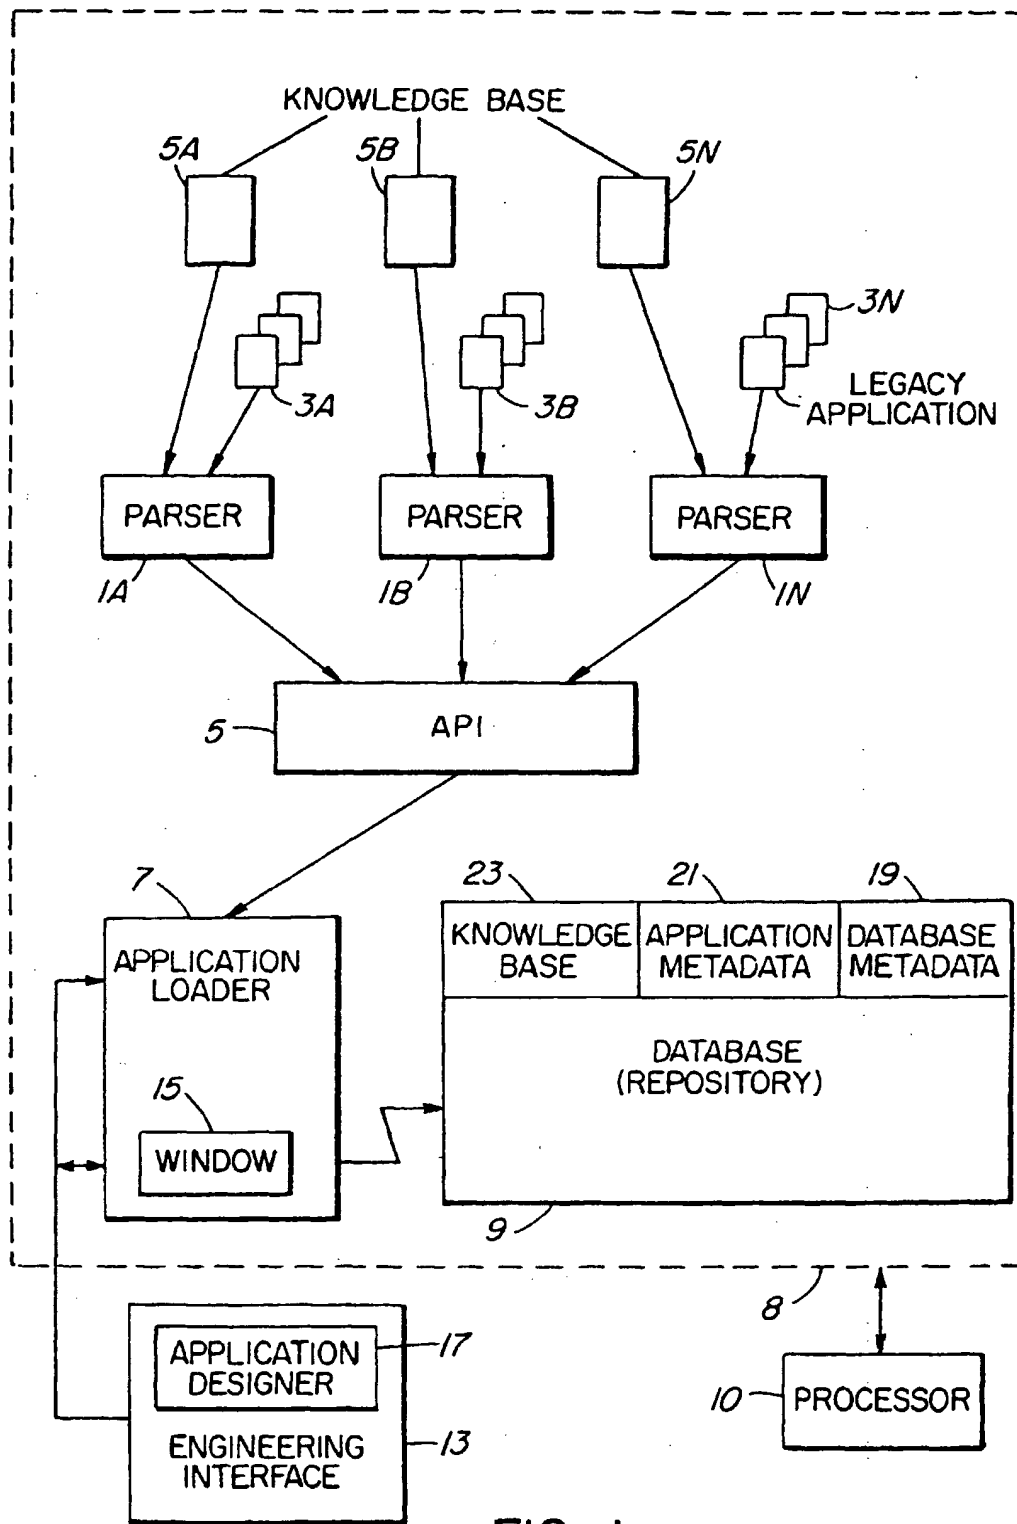 KNOWLEDGE BASE
5A
5B
5N
3N
3A
3B
LEGACY
APPLICATION
PARSER
PARSER
PARSER
1A
1B
1N
5
API
7
23
21
19
APPLICATION
LOADER
KNOWLEDGE
BASE
APPLICATION
METADATA
DATABASE
METADATA
DATABASE
(REPOSITORY)
15
WINDOW
9
8
APPLICATION
DESIGNER
17
10
PROCESSOR
ENGINEERING
INTERFACE
13